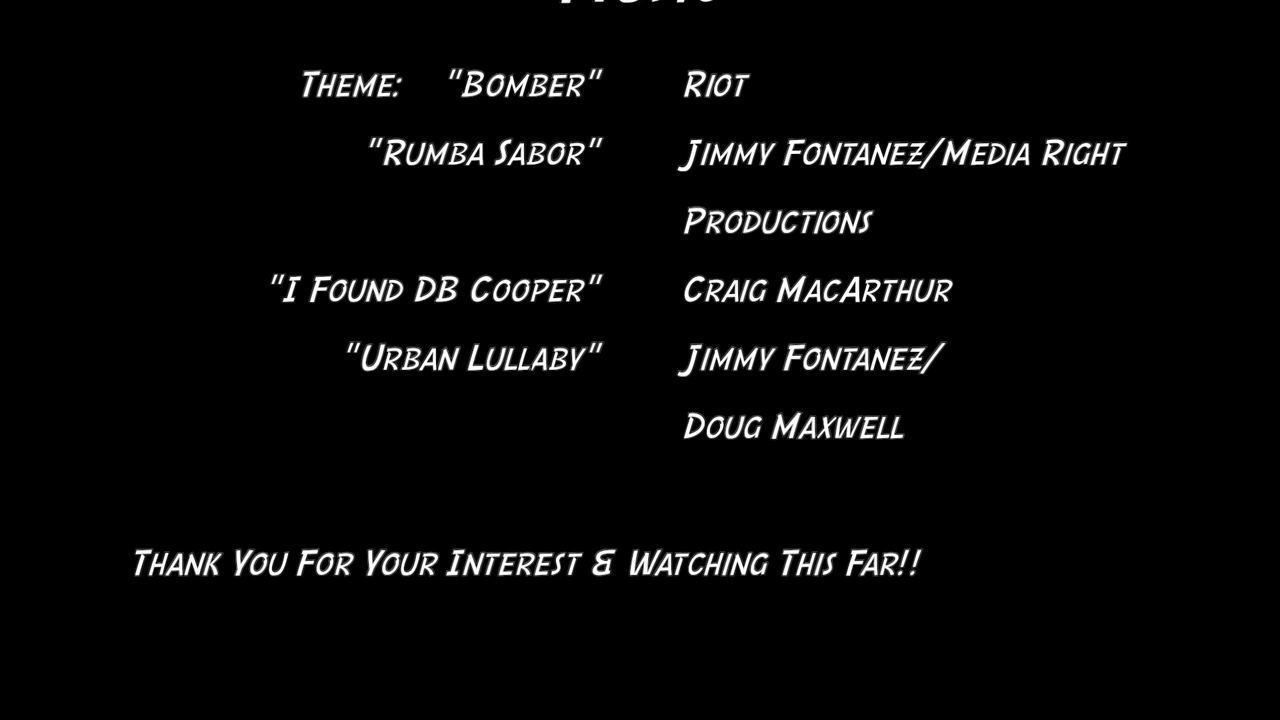 Theme: "Bomber" Riot
"Rumba Sabor" Jimmy Fontanez/Media Right
Productions
"I Found DB Cooper" Craig MacArthur
"Urban Lullaby" Jimmy Fontanez/
Doug Maxwell
Thank You For Your Interest & Watching This Far!!